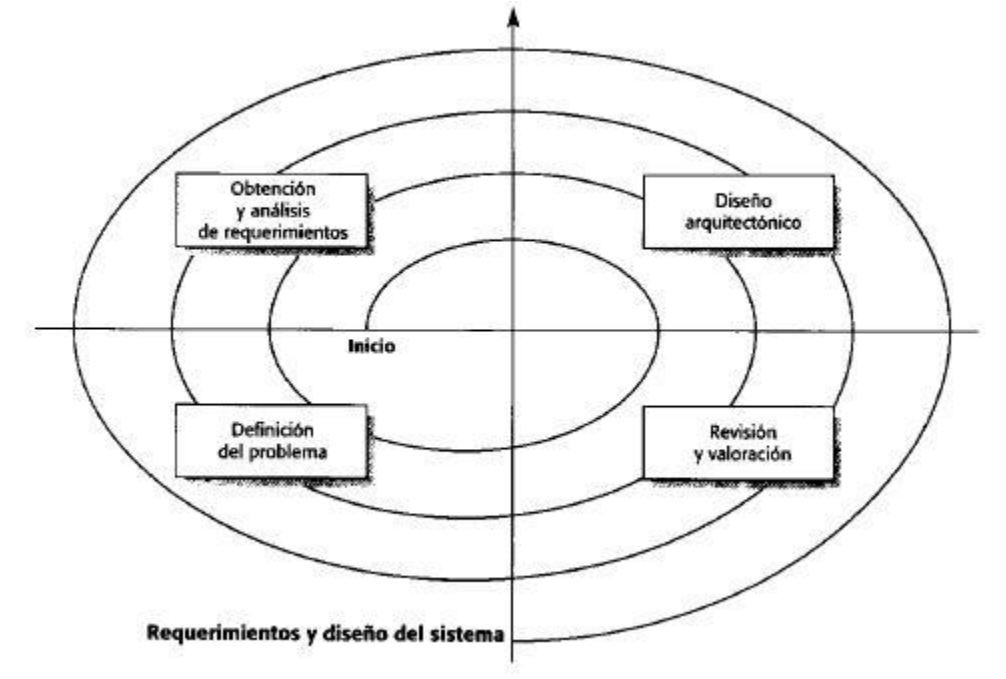 Obtención
y análisis
de requerimientos
Diseño
arquitectónico
Inicio
Definición
del problema
Revisión
y valoración
Requerimientos y diseño del sistema